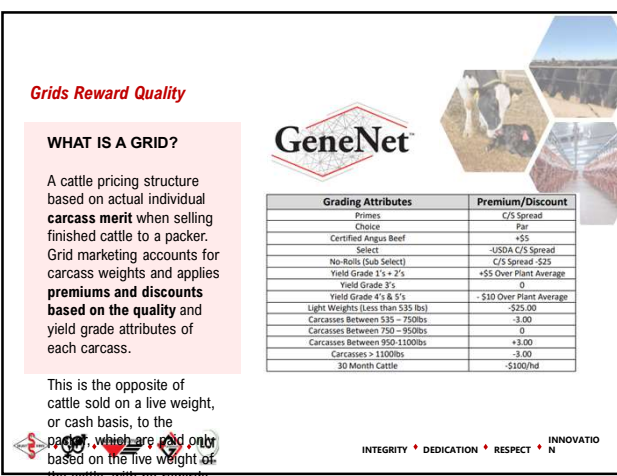 Grids Reward Quality
WHAT IS A GRID?
A cattle pricing structure
based on actual individual
carcass merit when selling
finished cattle to a packer.
Grid marketing accounts for
carcass weights and applies
premiums and discounts
based on the quality and
yield grade attributes of
each carcass.
This is the opposite of
cattle sold on a live weight,
or cash basis, to the
packer, which are paid only
based on the live weight of
GeneNet
Grading Attributes Premium/Discount
Primes C/S Spread
Choice Par
Certified Angus Beef +$5
Select -USDA C/S Spread
No-Rolls (Sub Select) C/S Spread -$25
Yield Grade 1's + 2's +$5 Over Plant Average
Yield Grade 3's 0
Yield Grade 4's & 5's - $10 Over Plant Average
Light Weights (Less than 535 lbs) -$25.00
Carcasses Between 535 – 750lbs -3.00
Carcasses Between 750 – 950lbs 0
Carcasses Between 950-1100lbs +3.00
Carcasses > 1100lbs -3.00
30 Month Cattle -$100/hd
INTEGRITY ♦ DEDICATION ♦ RESPECT ♦ INNOVATIO
N